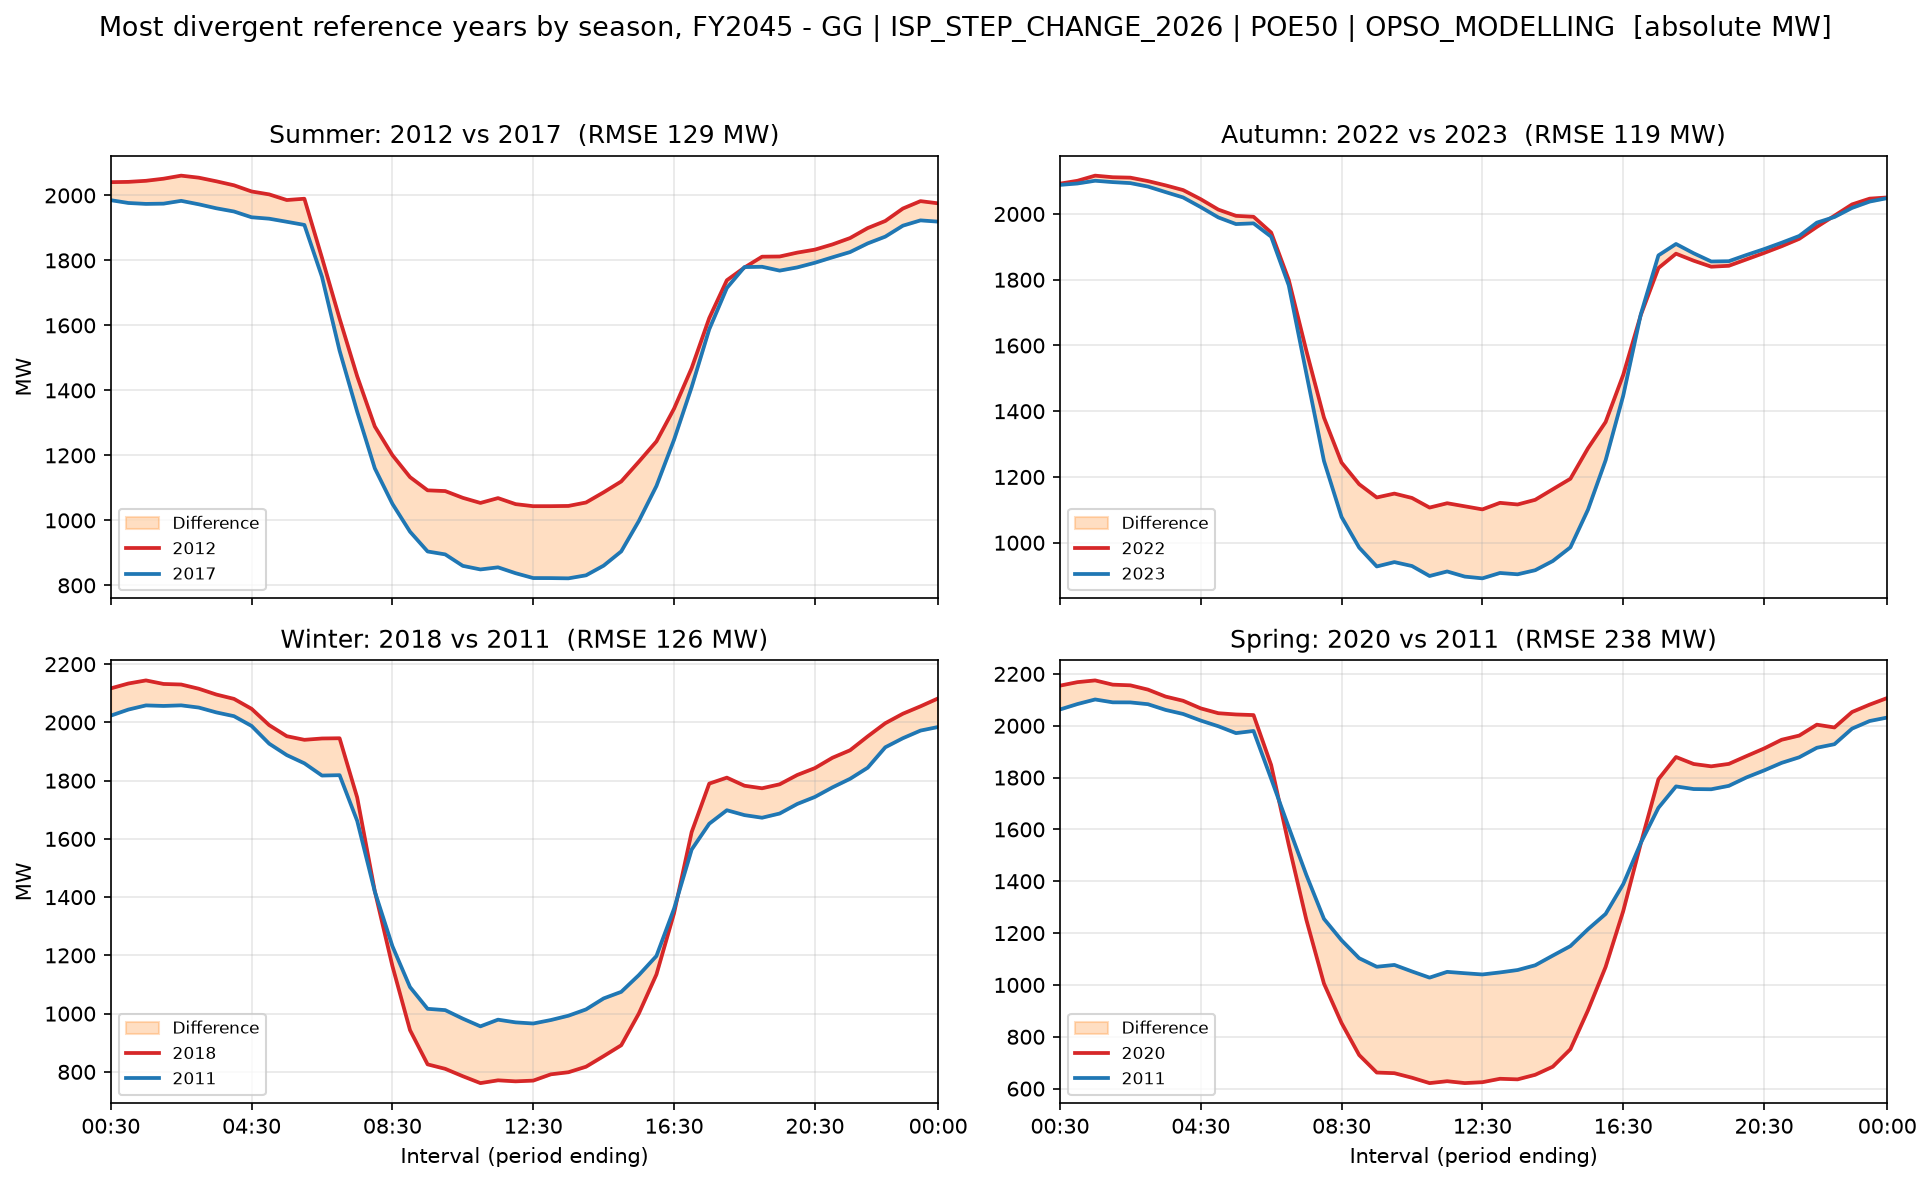 Most divergent reference years by season, FY2045 - GG | ISP_STEP_CHANGE_2026 | POE50 | OPSO_MODELLING  [absolute MW]
Summer: 2012 vs 2017  (RMSE 129 MW)
2000
1800
1600
1400
1200
1000
800
MW
Difference
2012
2017
Autumn: 2022 vs 2023  (RMSE 119 MW)
2000
1800
1600
1400
1200
1000
Difference
2022
2023
Winter: 2018 vs 2011  (RMSE 126 MW)
2200
2000
1800
1600
1400
1200
1000
800
MW
Difference
2018
2011
00:30 04:30 08:30 12:30 16:30 20:30 00:00
Interval (period ending)
Spring: 2020 vs 2011  (RMSE 238 MW)
2200
2000
1800
1600
1400
1200
1000
800
600
Difference
2020
2011
00:30 04:30 08:30 12:30 16:30 20:30 00:00
Interval (period ending)